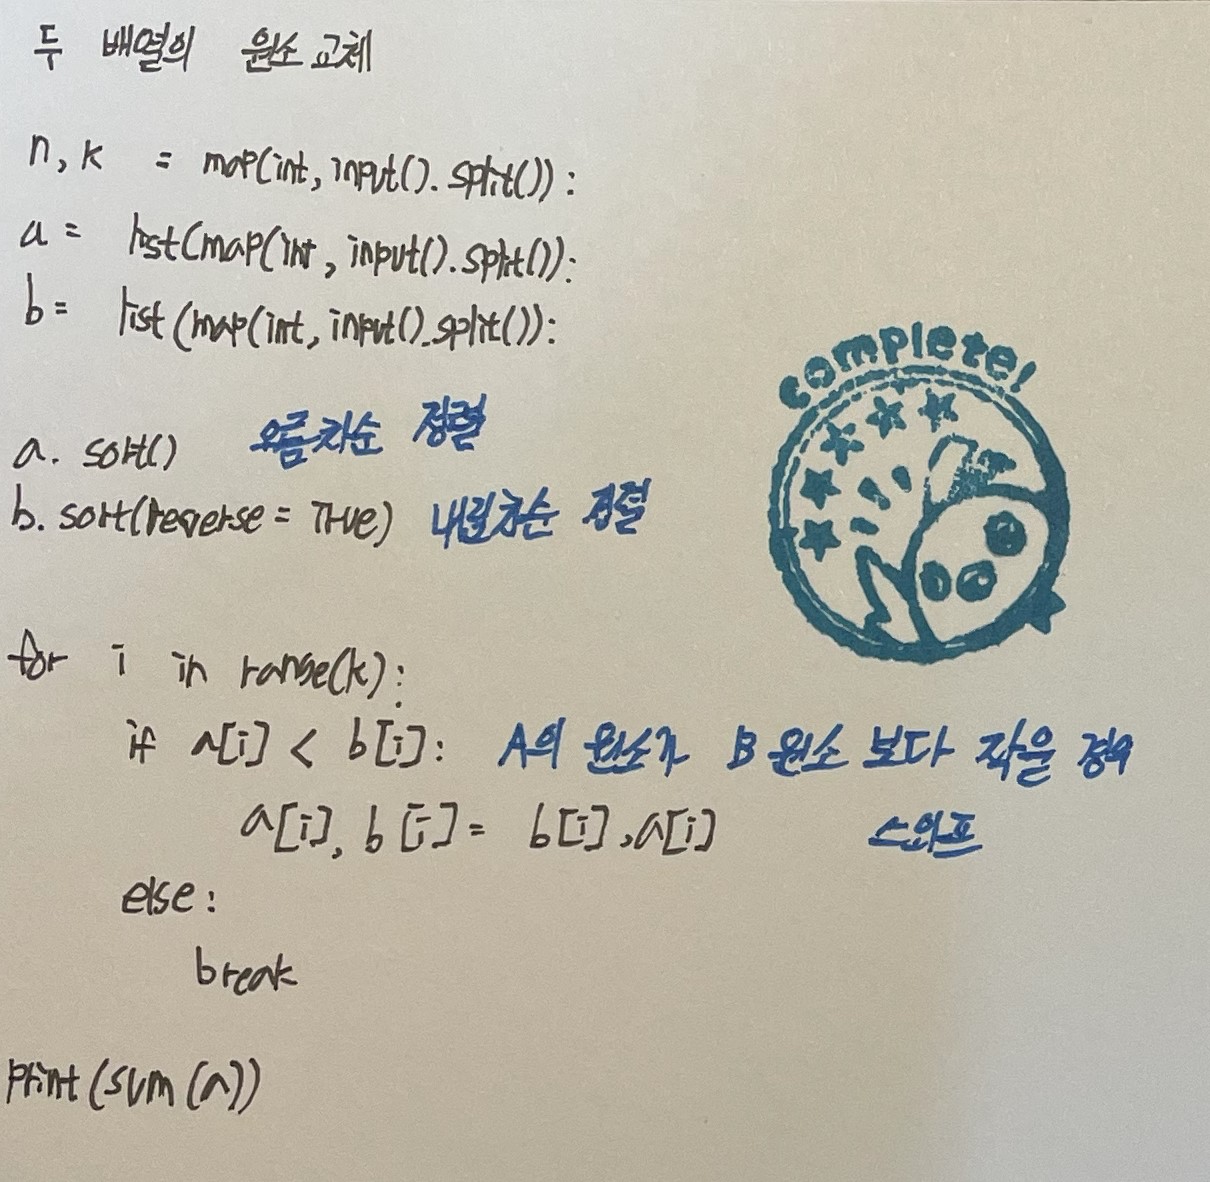 두 배열의 원소 교체
n, k = map(int, input().split()):
a = list(map(int, input().split()):
b = list(map(int, input().split()):
a.sort() 오름차순 정렬
b.sort(reverse = True) 내림차순 정렬
complete!
for i in range(k):
if a[i] < b[i]: A의 원소가 B 원소 보다 작을 경우
a[i], b[i] = b[i], a[i] 스와프
else:
break
print(sum(a))